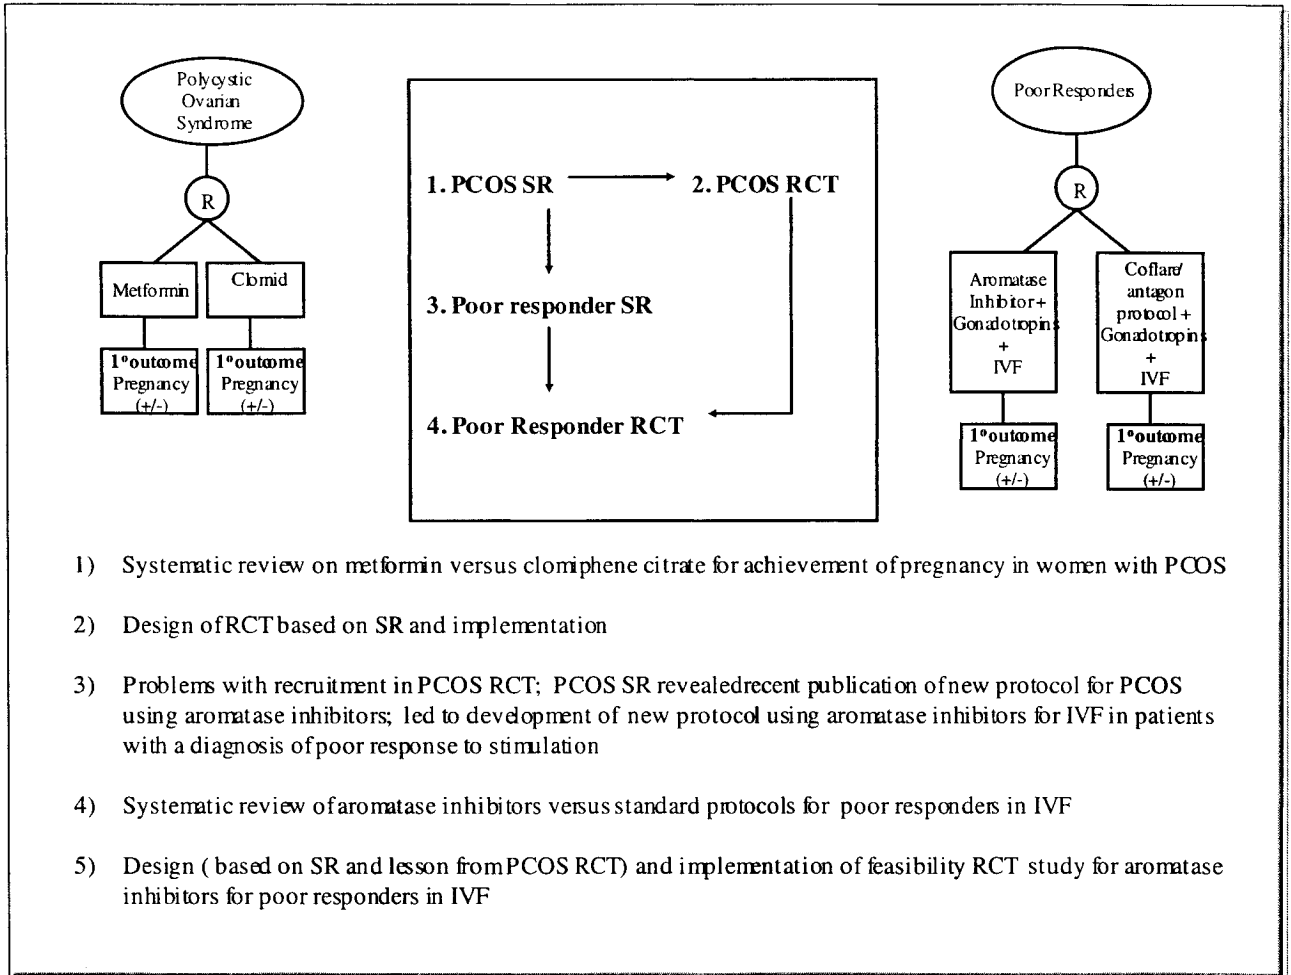 Polycystic
Ovarian
Syndrome
R
Metformin
Clomid
1º outcome
Pregnancy
(+/-)
1º outcome
Pregnancy
(+/-)
1. PCOS SR
2. PCOS RCT
3. Poor responder SR
4. Poor Responder RCT
Poor Responders
R
Aromatase
Inhibitor +
Gonadotropins
+
IVF
Coflare/
antagon
protocol +
Gonadotropins
+
IVF
1º outcome
Pregnancy
(+/-)
1º outcome
Pregnancy
(+/-)
1) Systematic review on metformin versus clomiphene citrate for achievement of pregnancy in women with PCOS
2) Design of RCT based on SR and implementation
3) Problems with recruitment in PCOS RCT; PCOS SR revealed recent publication of new protocol for PCOS
using aromatase inhibitors; led to development of new protocol using aromatase inhibitors for IVF in patients
with a diagnosis of poor response to stimulation
4) Systematic review of aromatase inhibitors versus standard protocols for poor responders in IVF
5) Design ( based on SR and lesson from PCOS RCT) and implementation of feasibility RCT study for aromatase
inhibitors for poor responders in IVF